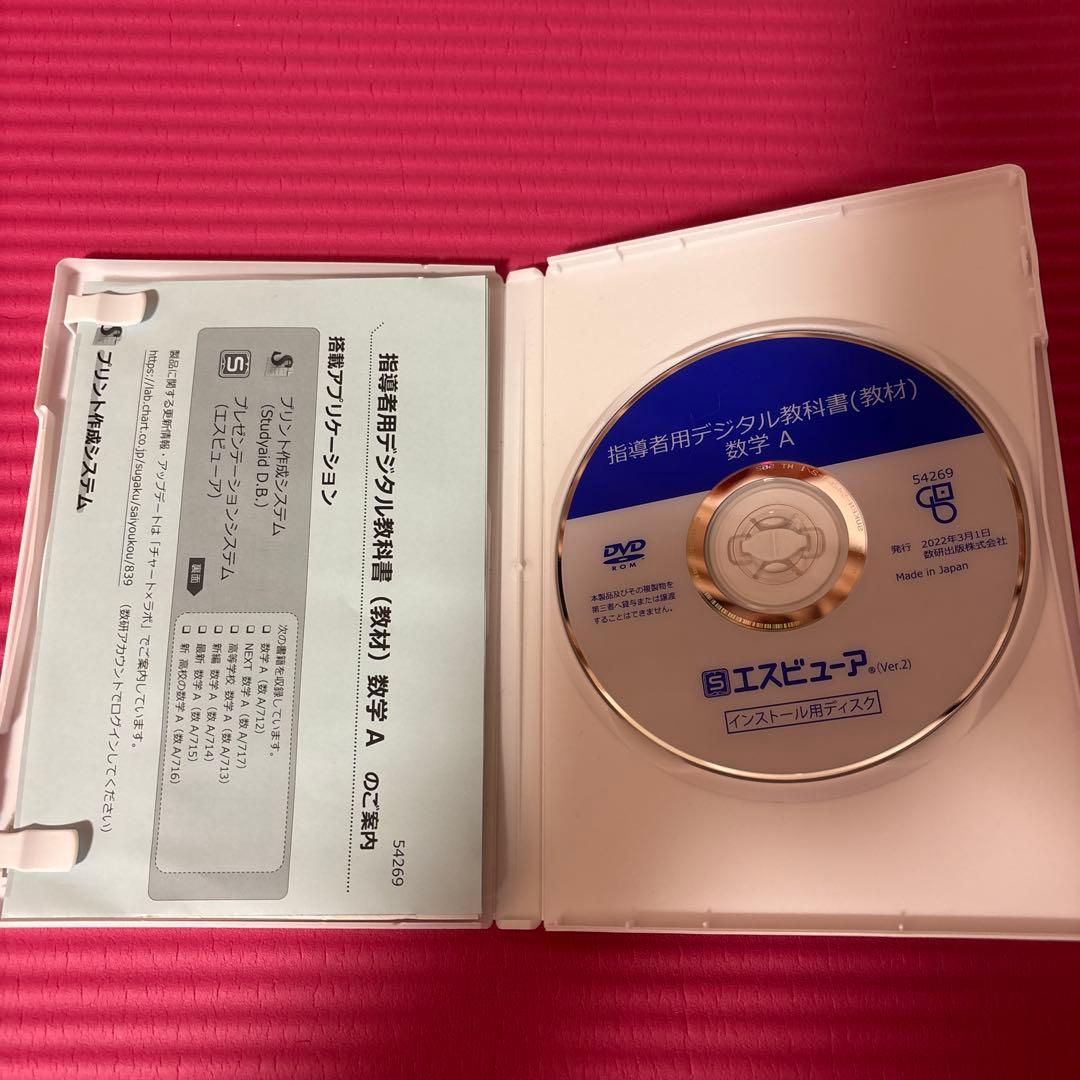 指導者用デジタル教科書（教材） 数学A のご案内
54269
搭載アプリケーション
プリント作成システム
(Studyaid D.B.)
プレゼンテーションシステム
(エスビューア)
裏面
次の書籍を収録しています。
❏ 数学A（数A/712）
❏ NEXT 数学A（数A/717）
❏ 高等学校 数学A（数A/713）
❏ 新編 数学A（数A/714）
❏ 最新 数学A（数A/715）
❏ 新 高校の数学A（数A/716）
製品に関する更新情報・アップデートは「チャート×ラボ」でご案内しています。
https://lab.chart.co.jp/sugaku/saiyoukou/839 （数研アカウントでログインしてください）
プリント作成システム
指導者用デジタル教科書(教材)
数学 A
54269
DVD
ROM
発行 2022年3月1日
数研出版株式会社
Made in Japan
本製品及びその複製物を
第三者へ貸与または譲渡
することはできません。
S エスビューア®(Ver.2)
インストール用ディスク